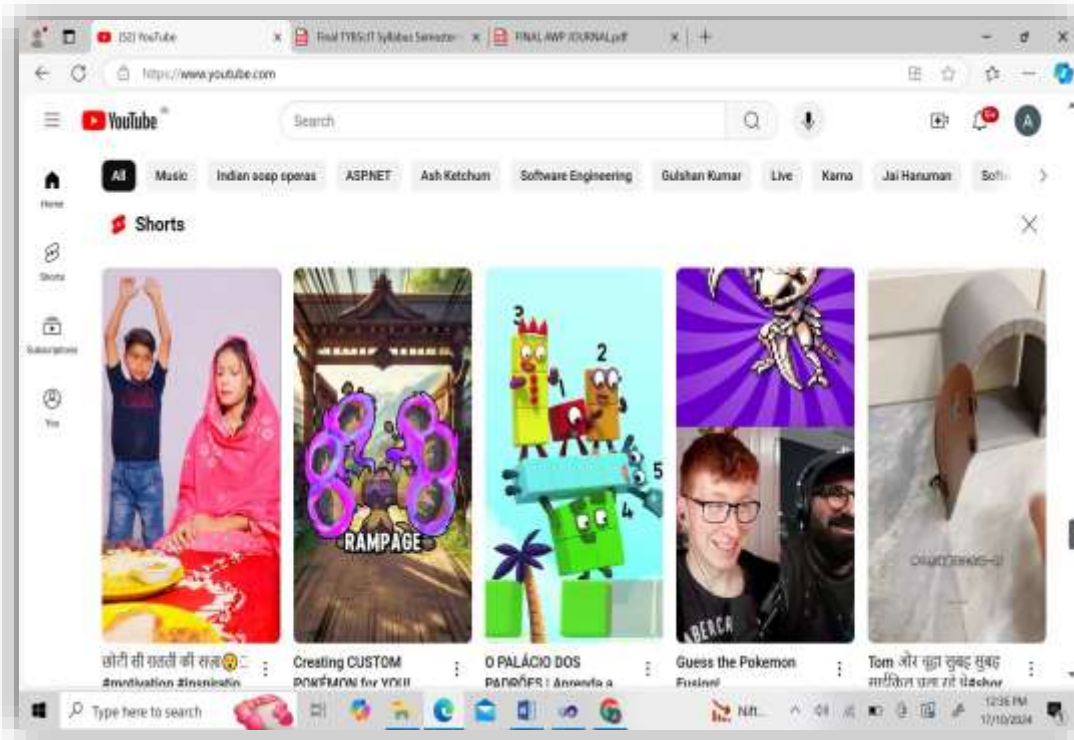 (52) YouTube
Final TYBScIT Syllabus Semester
FINAL AWP JOURNAL.pdf
https://www.youtube.com
YouTube
Search
9+
A
All
Music
Indian soap operas
ASP.NET
Ash Ketchum
Software Engineering
Gulshan Kumar
Live
Karna
Jai Hanuman
Home
Shorts
Subscriptions
You
Shorts
RAMPAGE
3
1
2
5
4
छोटी सी गलती की सज़ा
#motivation #inspiratio
Creating CUSTOM
POKÉMON for YOU!
O PALÁCIO DOS
PADRÕES | Aprenda a
Guess the Pokemon
Fusion!
Tom और चूहा सुबह सुबह
साईकिल चला रहे थे#shor
Type here to search
Nift...
12:36 PM
17/10/2024